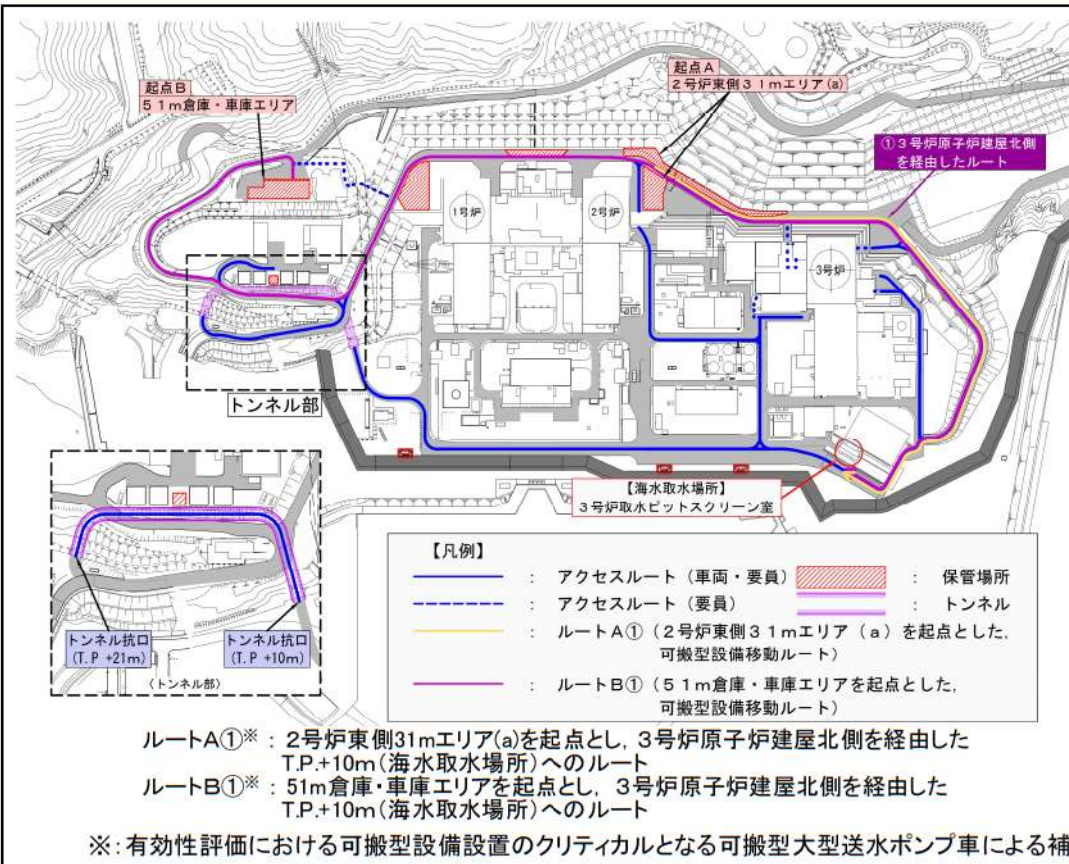 起点B
51m倉庫・車庫エリア
起点A
2号炉東側31mエリア(a)
①3号炉原子炉建屋北側
を経由したルート
1号炉
2号炉
3号炉
トンネル部
【海水取水場所】
3号炉取水ピットスクリーン室
トンネル抗口
(T.P +21m)
トンネル抗口
(T.P +10m)
〈トンネル部〉
【凡例】
: アクセスルート(車両・要員)
: 保管場所
: アクセスルート(要員)
: トンネル
: ルートA①(2号炉東側31mエリア(a)を起点とした,
可搬型設備移動ルート)
: ルートB①(51m倉庫・車庫エリアを起点とした,
可搬型設備移動ルート)
ルートA①※ : 2号炉東側31mエリア(a)を起点とし, 3号炉原子炉建屋北側を経由した
T.P.+10m(海水取水場所)へのルート
ルートB①※ : 51m倉庫・車庫エリアを起点とし, 3号炉原子炉建屋北側を経由した
T.P.+10m(海水取水場所)へのルート
※:有効性評価における可搬型設備設置のクリティカルとなる可搬型大型送水ポンプ車による補